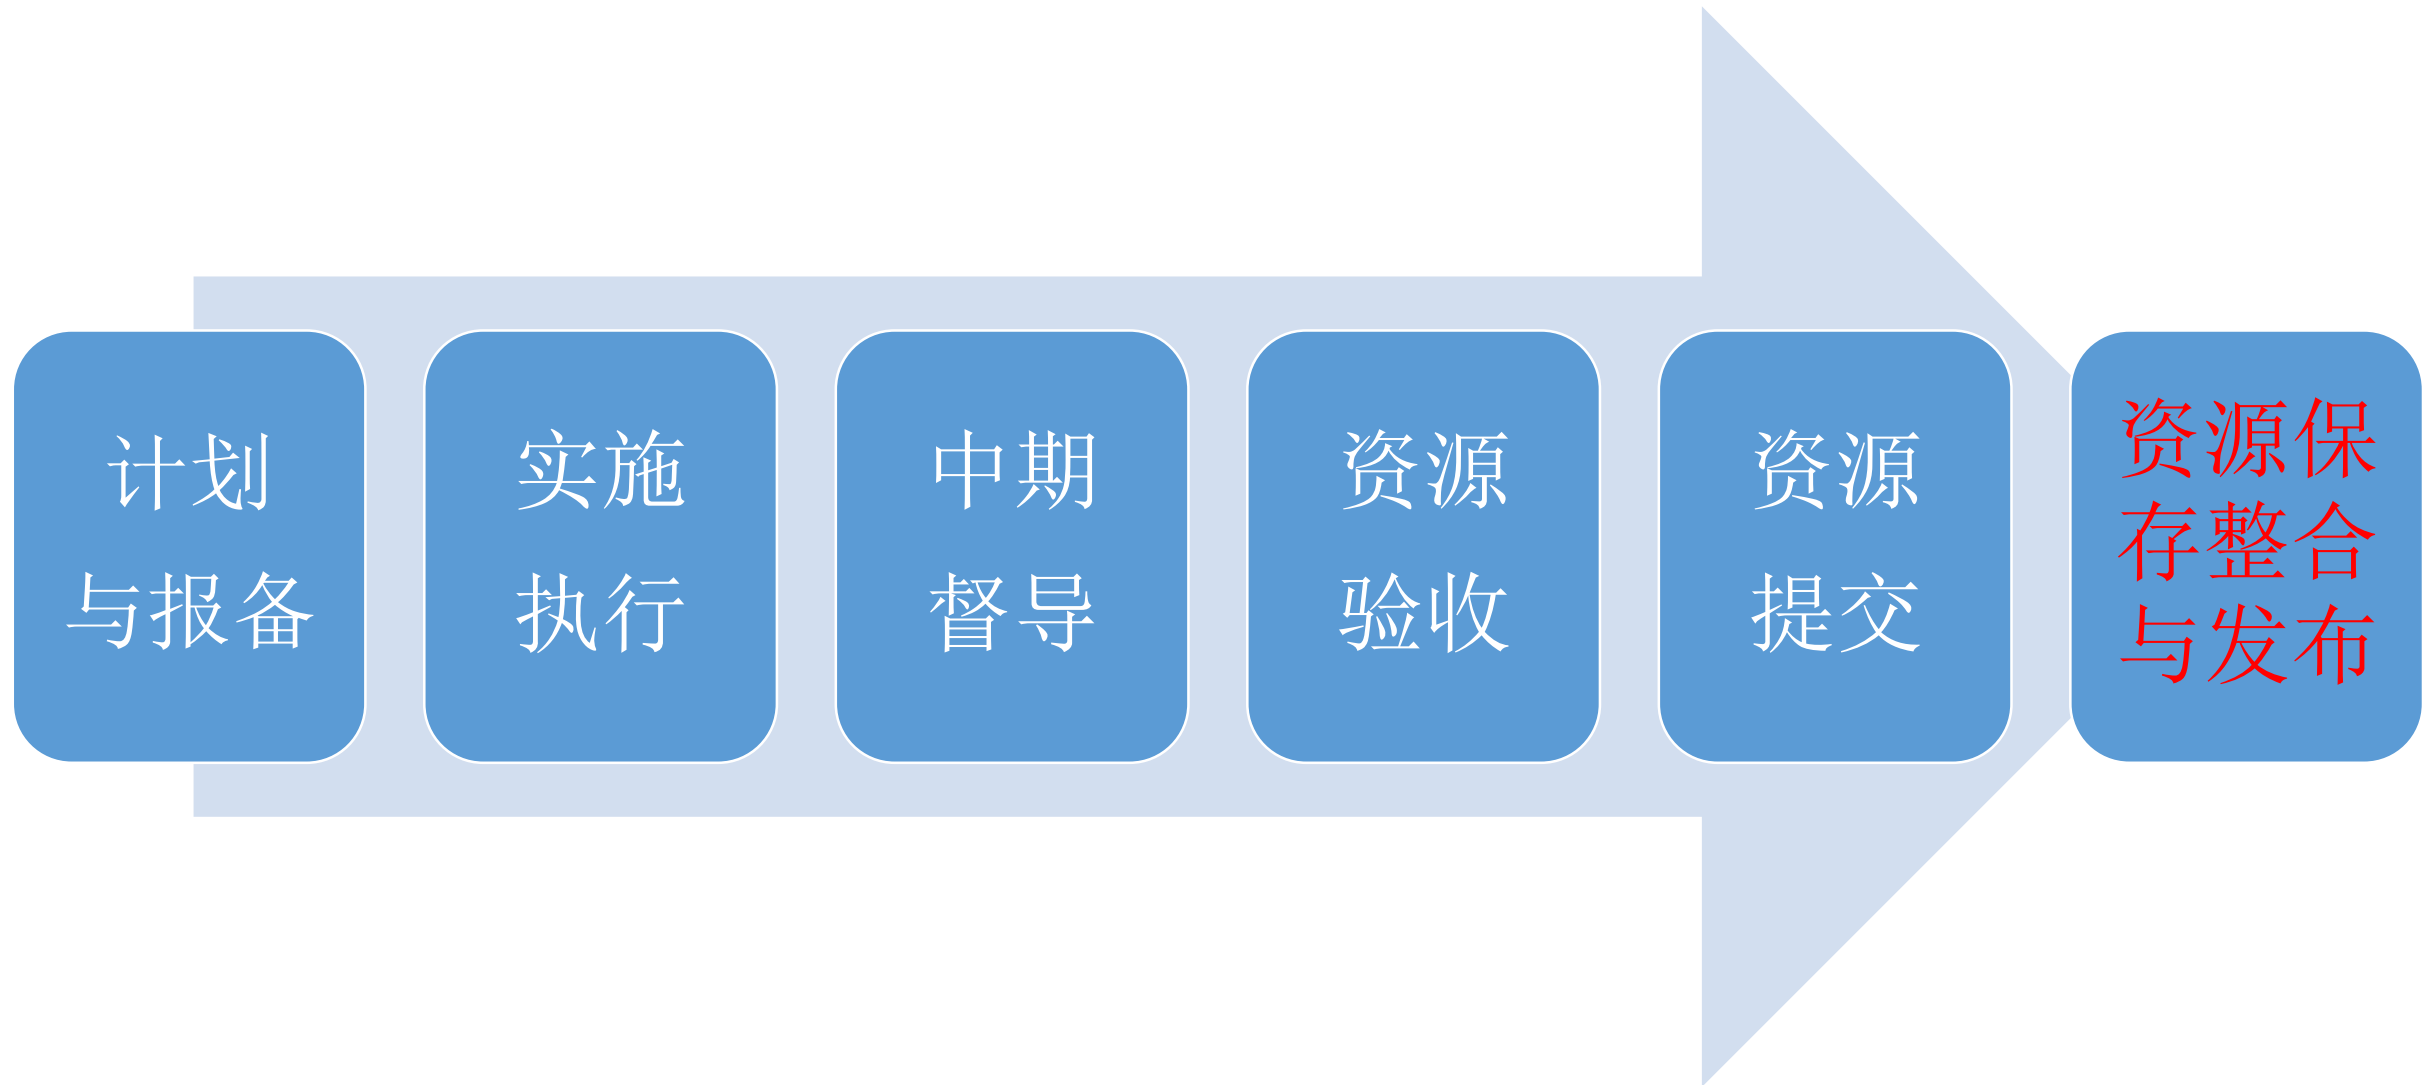 计划
与报备
实施
执行
中期
督导
资源
验收
资源
提交
资源保
存整合
与发布